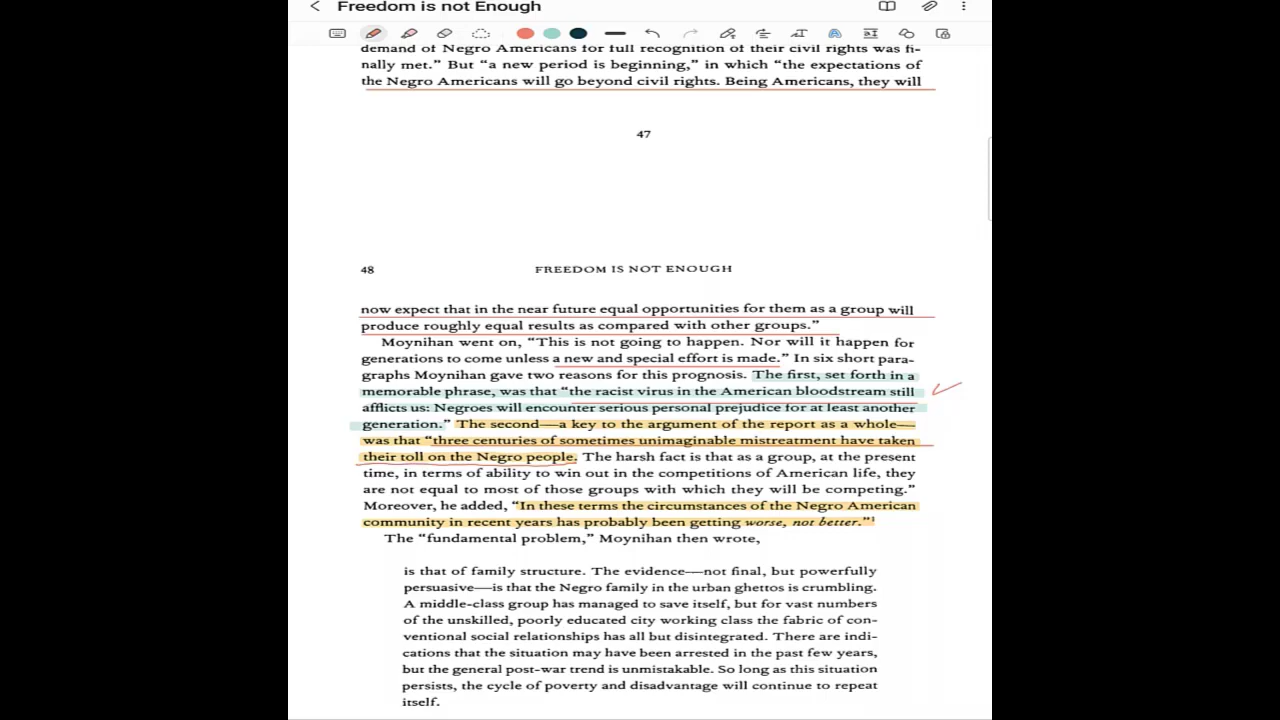 Freedom is not Enough
demand of Negro Americans for full recognition of their civil rights was fi-
nally met.” But “a new period is beginning,” in which “the expectations of
the Negro Americans will go beyond civil rights. Being Americans, they will
47
48 FREEDOM IS NOT ENOUGH
now expect that in the near future equal opportunities for them as a group will
produce roughly equal results as compared with other groups.”
Moynihan went on, “This is not going to happen. Nor will it happen for
generations to come unless a new and special effort is made.” In six short para-
graphs Moynihan gave two reasons for this prognosis. The first, set forth in a
memorable phrase, was that “the racist virus in the American bloodstream still
afflicts us: Negroes will encounter serious personal prejudice for at least another
generation.” The second—a key to the argument of the report as a whole—
was that “three centuries of sometimes unimaginable mistreatment have taken
their toll on the Negro people. The harsh fact is that as a group, at the present
time, in terms of ability to win out in the competitions of American life, they
are not equal to most of those groups with which they will be competing.”
Moreover, he added, “In these terms the circumstances of the Negro American
community in recent years has probably been getting worse, not better.”¹
The “fundamental problem,” Moynihan then wrote,
is that of family structure. The evidence—not final, but powerfully
persuasive—is that the Negro family in the urban ghettos is crumbling.
A middle-class group has managed to save itself, but for vast numbers
of the unskilled, poorly educated city working class the fabric of con-
ventional social relationships has all but disintegrated. There are indi-
cations that the situation may have been arrested in the past few years,
but the general post-war trend is unmistakable. So long as this situation
persists, the cycle of poverty and disadvantage will continue to repeat
itself.